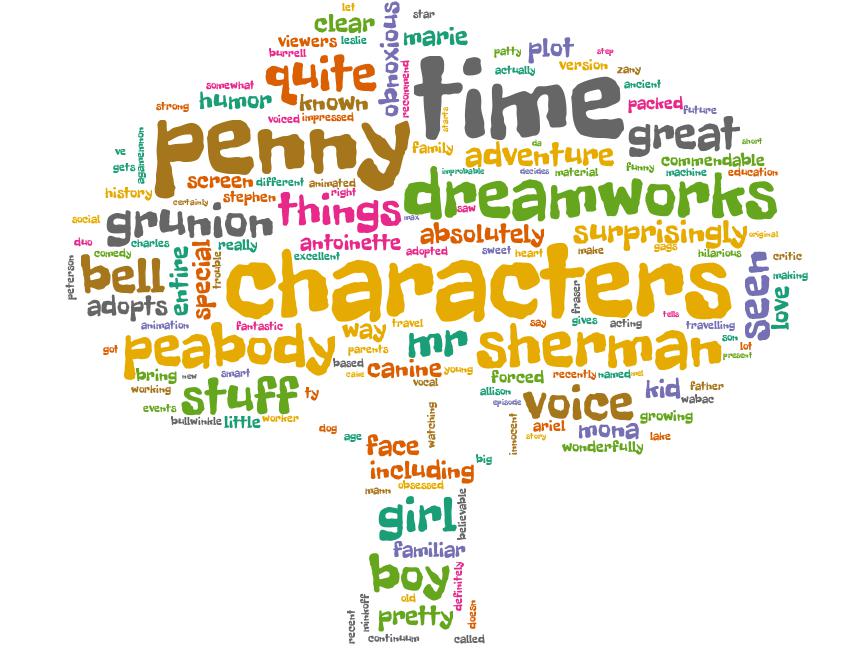 let
star
clear
obnoxious
viewers leslie
marie
burrell
quite
time
patty plot step
actually version zany
somewhat
recommend
ancient
strong humor known
packed future
voiced impressed
starts
great
penny
ve
agamemnon
family adventure
da
short
gets
decides material
funny commendable
improbable
machine education
screen different animated
history
certainly stephen right
dreamworks
social grunion things max saw
absolutely surprisingly original
duo charles really antoinette adopted sweet heart make gags hilarious critic
comedy
peterson bell entire special trouble excellent
characters
fraser
seen making
adopts
love
animation fantastic way travel
say gives acting tells travelling
got peabody parents mr sherman son lot present
bring new smart based cake canine young forced recently named mel
working stuff ty vocal allison voice kid father
wabac
events bullwinkle little worker
episode
growing
dog age face watching innocent ariel story mona lake
wonderfully
including big
mann obsessed
girl believable
familiar
boy
definitely
old
pretty doesn
recent minkoff continuum called